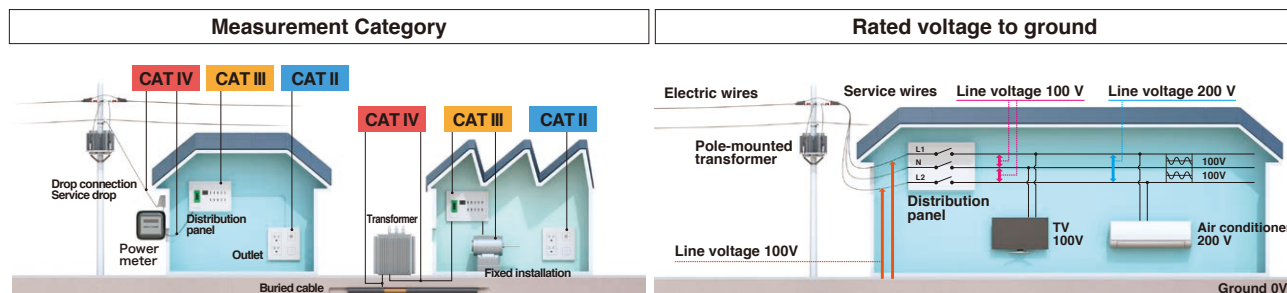 Measurement Category
CAT IV
CAT III
CAT II
CAT IV
CAT III
CAT II
Drop connection
Service drop
Power
meter
Distribution
panel
Outlet
Transformer
Fixed installation
Buried cable
Rated voltage to ground
Electric wires
Service wires
Line voltage 100 V
Line voltage 200 V
Pole-mounted
transformer
L1
N
L2
100V
100V
Distribution
panel
TV
100V
Air conditioner
200 V
Line voltage 100V
Ground 0V